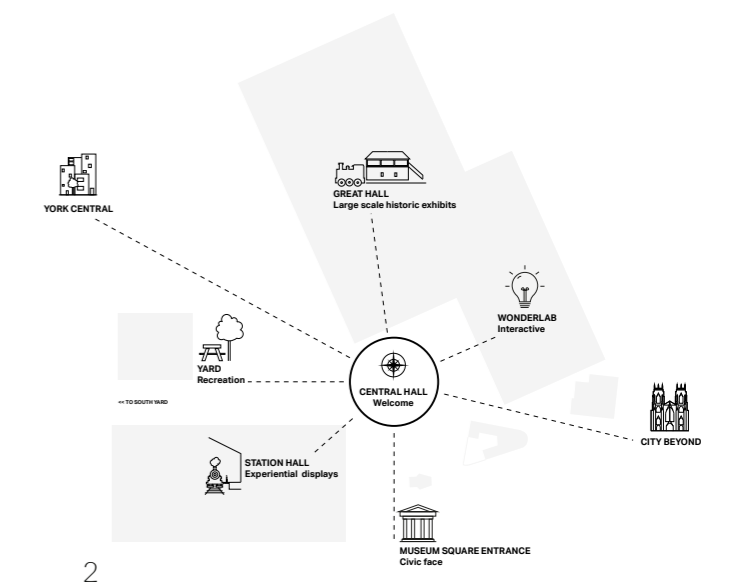 YORK CENTRAL
GREAT HALL
Large scale historic exhibits
WONDERLAB
Interactive
YARD
Recreation
CENTRAL HALL
Welcome
<< TO SOUTH YARD
CITY BEYOND
STATION HALL
Experiential displays
MUSEUM SQUARE ENTRANCE
Civic face
2